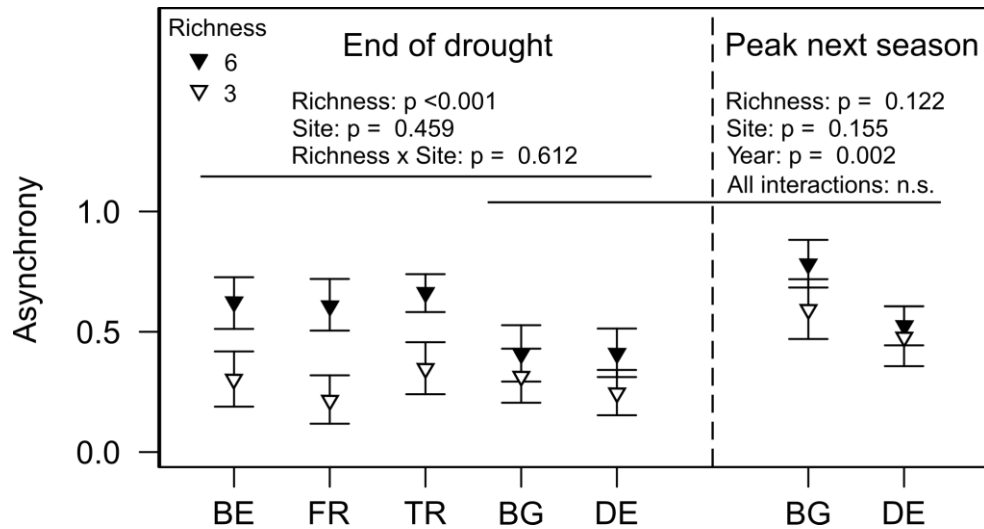 Richness
6
3
End of drought
Richness: p <0.001
Site: p = 0.459
Richness x Site: p = 0.612
Peak next season
Richness: p = 0.122
Site: p = 0.155
Year: p = 0.002
All interactions: n.s.
Asynchrony
1.0
0.5
0.0
BE FR TR BG DE BG DE